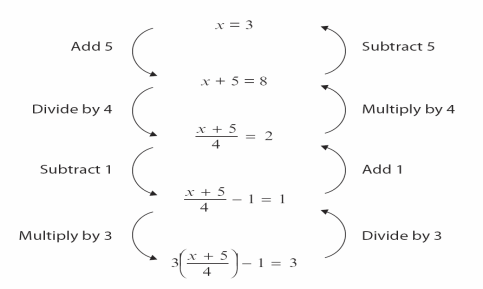 x = 3
Add 5 Subtract 5
x + 5 = 8
Divide by 4 Multiply by 4
(x + 5)/4 = 2
Subtract 1 Add 1
(x + 5)/4 − 1 = 1
Multiply by 3 Divide by 3
3((x + 5)/4) − 1 = 3